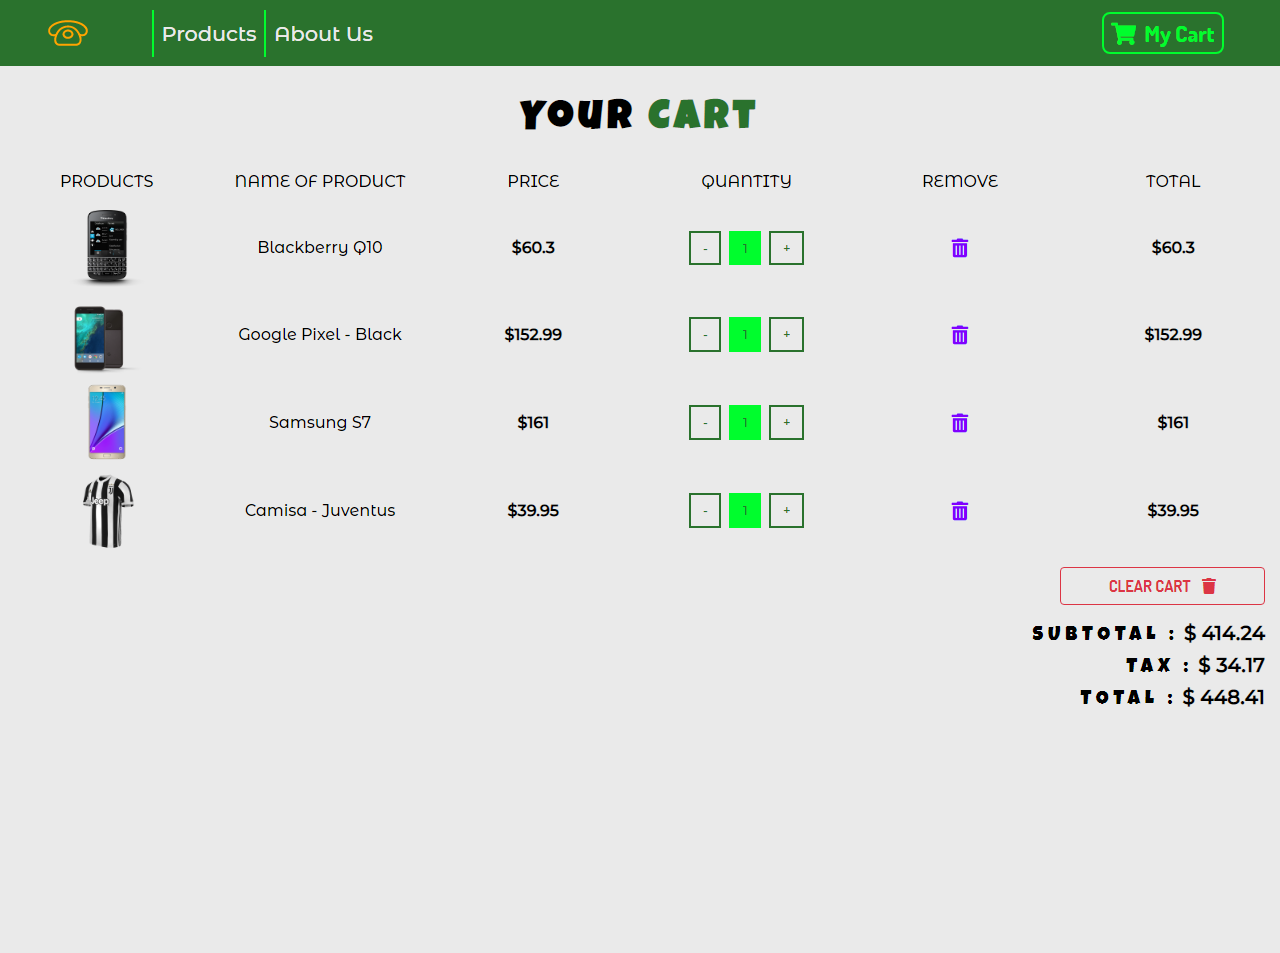 Products
About Us
My Cart
YOUR CART
PRODUCTS NAME OF PRODUCT PRICE QUANTITY REMOVE TOTAL
Blackberry Q10 $60.3 - 1 + $60.3
Google Pixel - Black $152.99 - 1 + $152.99
Samsung S7 $161 - 1 + $161
Jeep
Camisa - Juventus $39.95 - 1 + $39.95
CLEAR CART
SUBTOTAL : $ 414.24
TAX : $ 34.17
TOTAL : $ 448.41